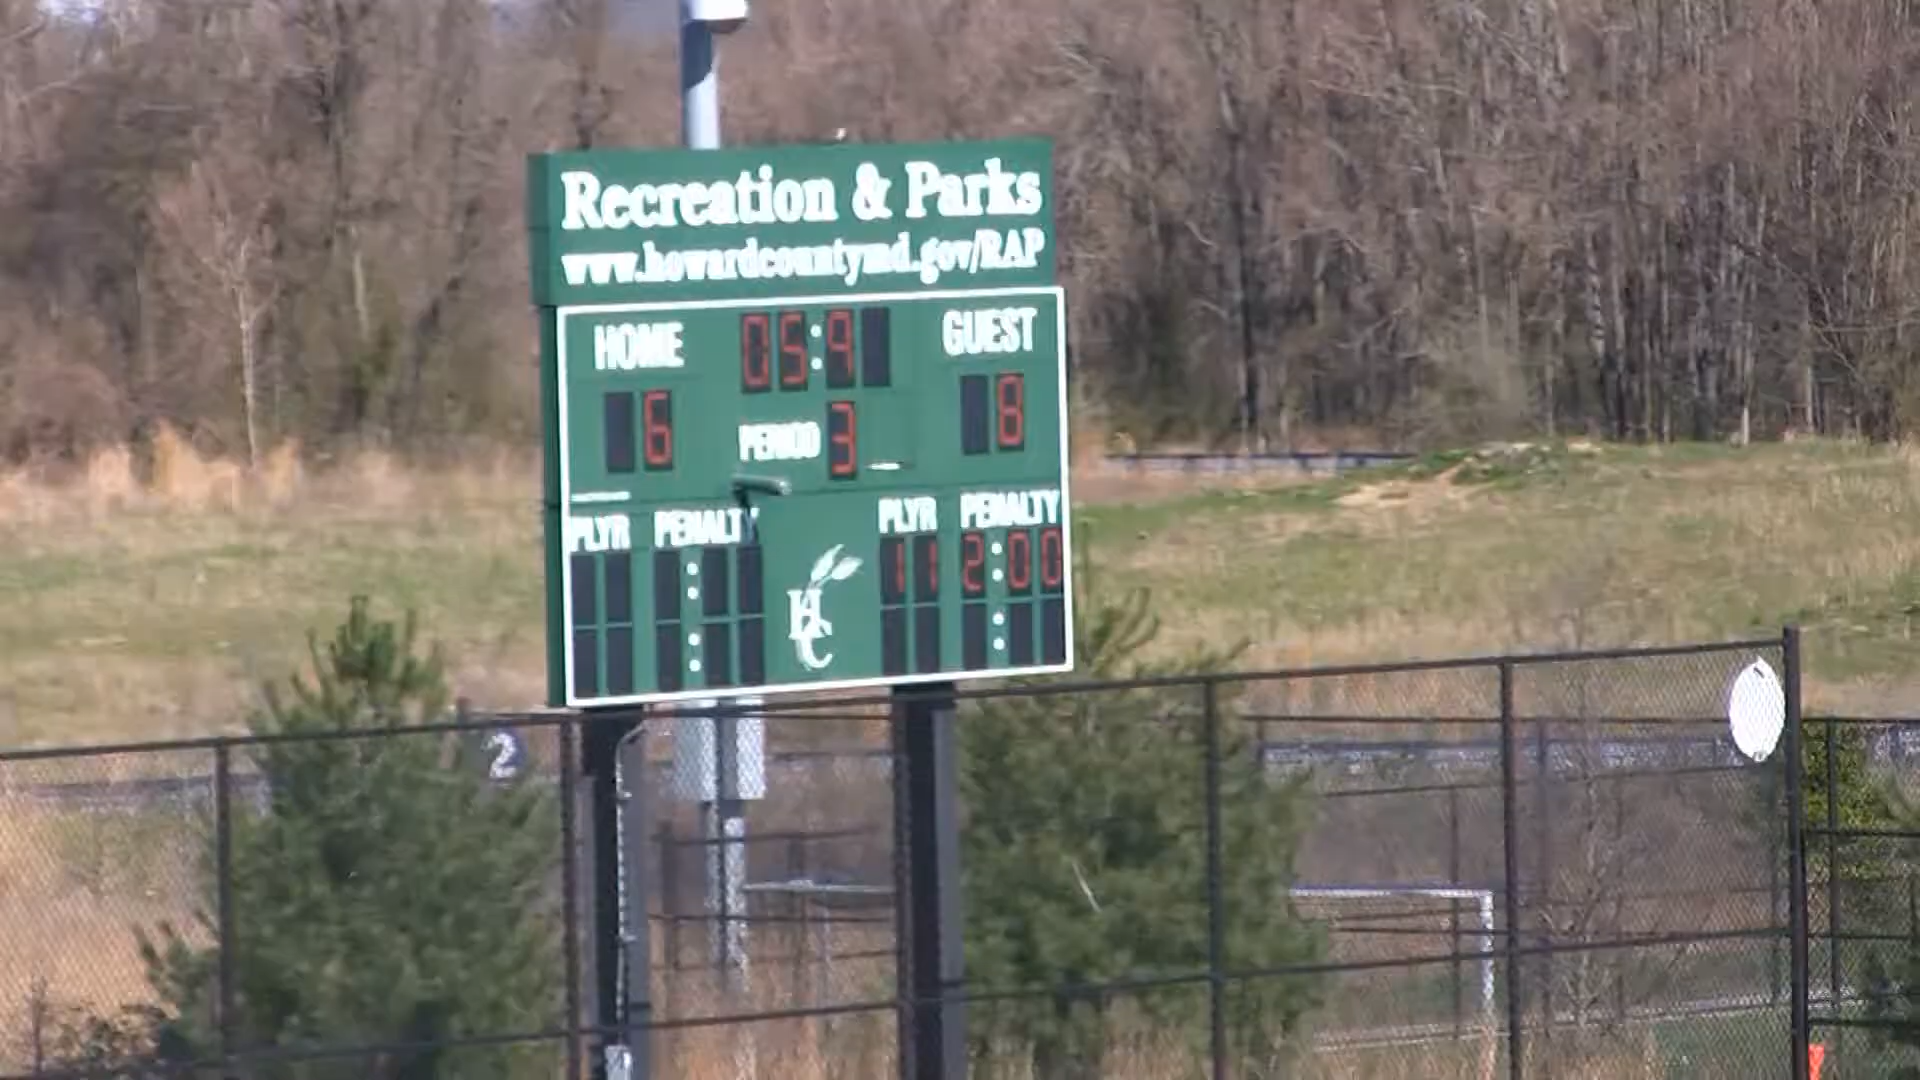 Recreation & Parks
www.howardcountymd.gov/RAP
HOME 05:9 GUEST
6 PERIOD 3 8
PLYR PENALTY PLYR PENALTY
11 2:00
HC
2